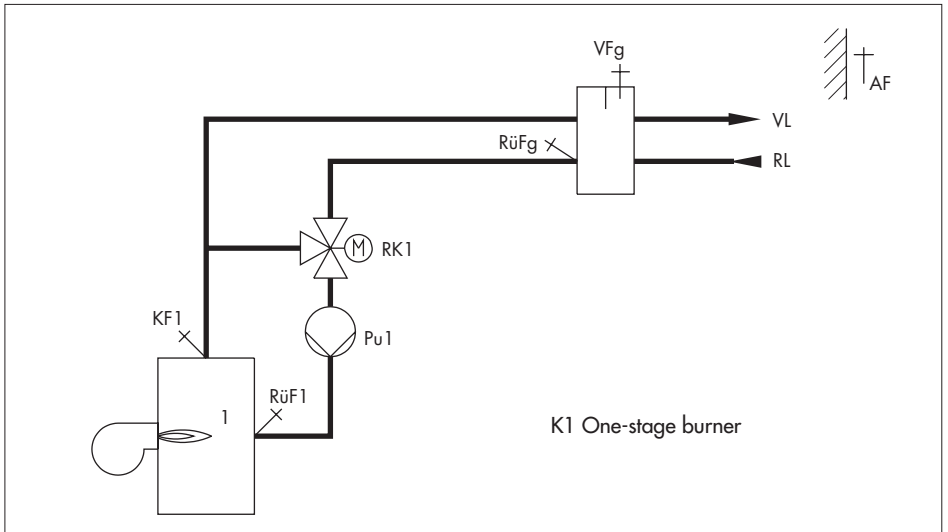 VFg
AF
VL
RüFg
RL
M
RK1
KF1
Pu1
RüF1
1
K1 One-stage burner